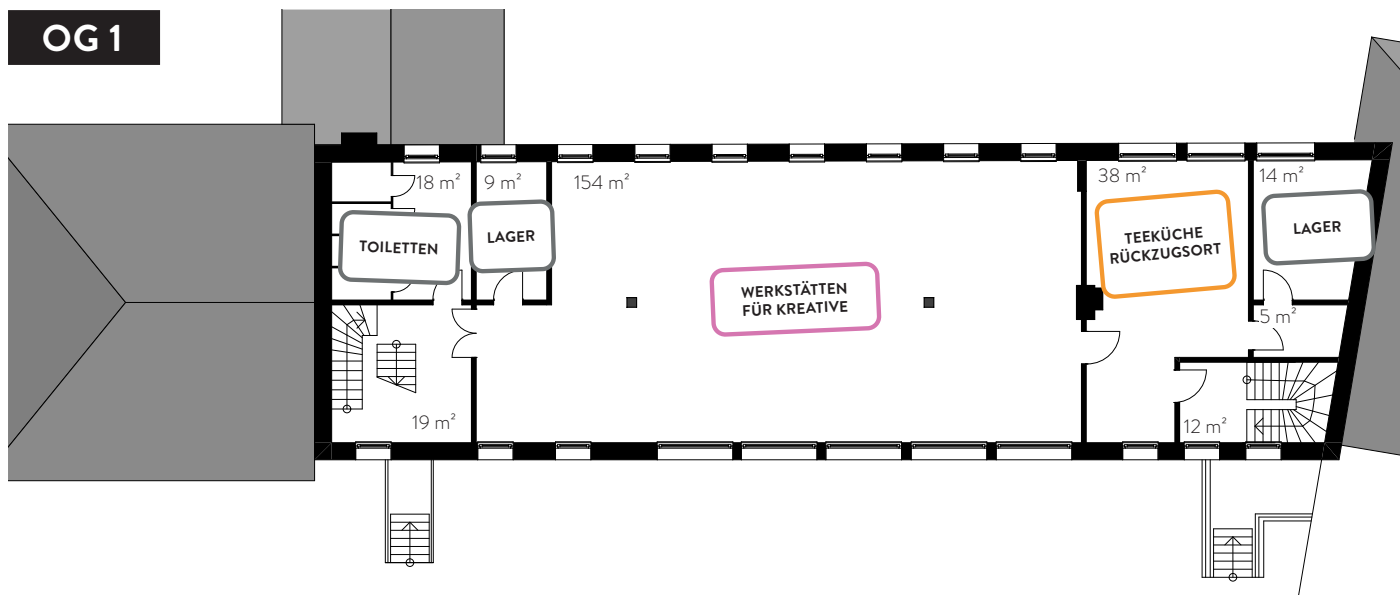 OG 1
18 m²
9 m²
154 m²
38 m²
14 m²
TOILETTEN
LAGER
WERKSTÄTTEN
FÜR KREATIVE
TEEKÜCHE
RÜCKZUGSORT
LAGER
5 m²
19 m²
12 m²